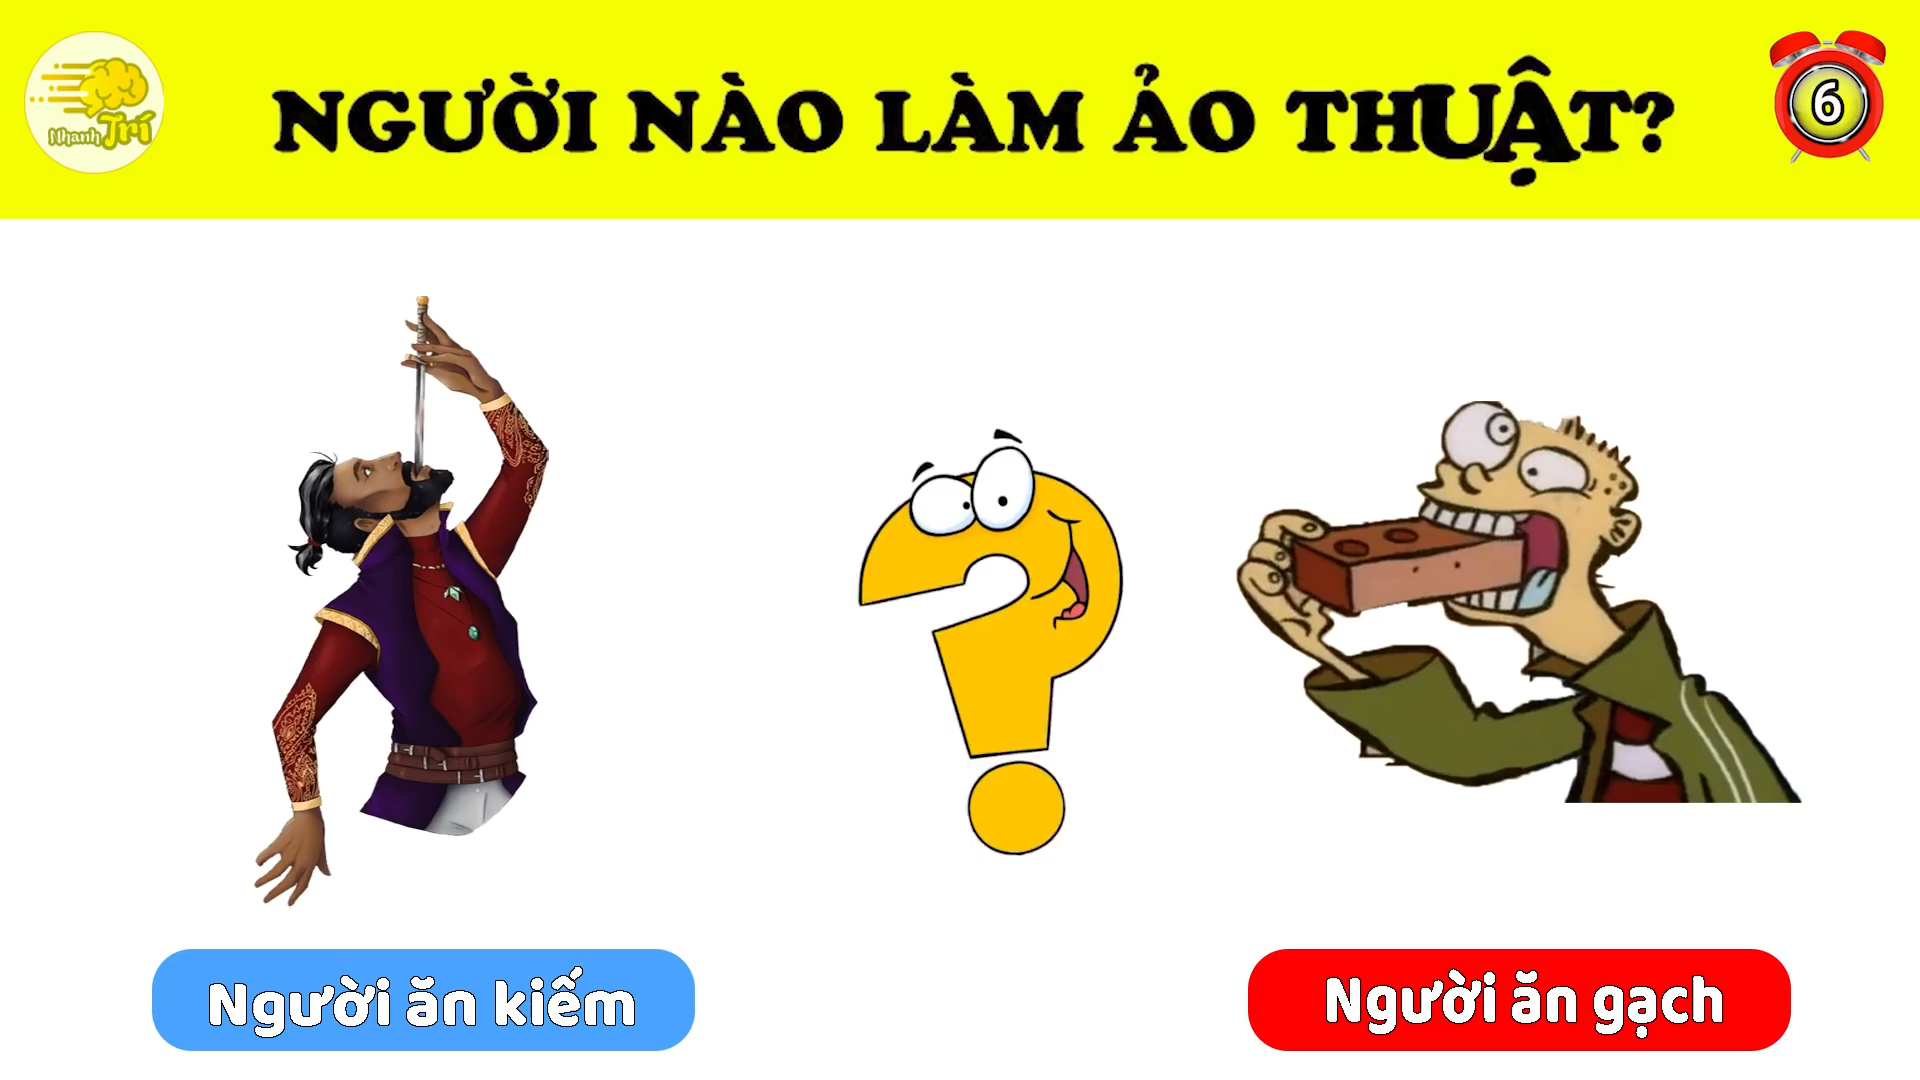 Nhanh Trí
NGƯỜI NÀO LÀM ẢO THUẬT?
6
Người ăn kiếm
Người ăn gạch